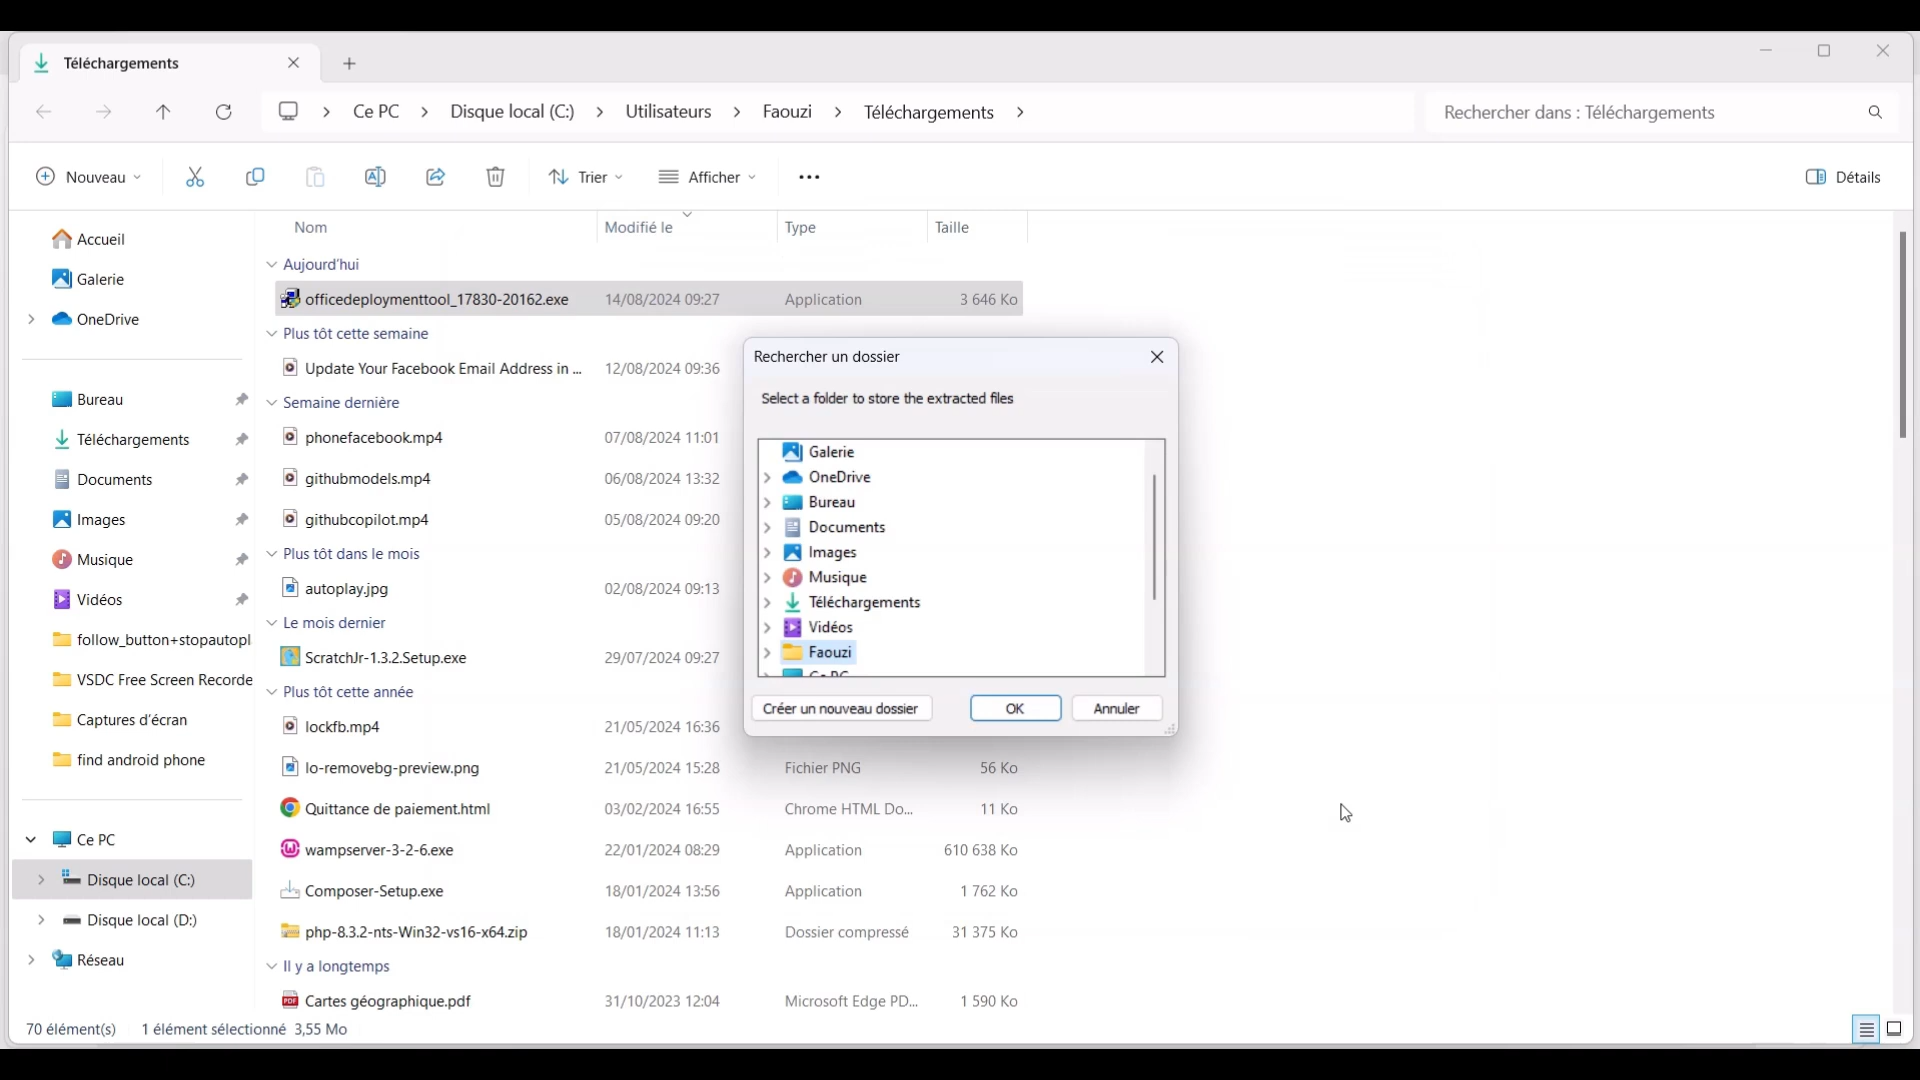 Téléchargements
Ce PC
Disque local (C:)
Utilisateurs
Faouzi
Téléchargements
Rechercher dans : Téléchargements
Nouveau
Trier
Afficher
Détails
Nom
Modifié le
Type
Taille
Accueil
Galerie
OneDrive
Bureau
Téléchargements
Documents
Images
Musique
Vidéos
follow_button+stopautopl
VSDC Free Screen Recorde
Captures d'écran
find android phone
Ce PC
Disque local (C:)
Disque local (D:)
Réseau
Aujourd'hui
officedeploymenttool_17830-20162.exe 14/08/2024 09:27 Application 3 646 Ko
Plus tôt cette semaine
Update Your Facebook Email Address in ... 12/08/2024 09:36
Semaine dernière
phonefacebook.mp4 07/08/2024 11:01
githubmodels.mp4 06/08/2024 13:32
githubcopilot.mp4 05/08/2024 09:20
Plus tôt dans le mois
autoplay.jpg 02/08/2024 09:13
Le mois dernier
ScratchJr-1.3.2.Setup.exe 29/07/2024 09:27
Plus tôt cette année
lockfb.mp4 21/05/2024 16:36
lo-removebg-preview.png 21/05/2024 15:28 Fichier PNG 56 Ko
Quittance de paiement.html 03/02/2024 16:55 Chrome HTML Do... 11 Ko
wampserver-3-2-6.exe 22/01/2024 08:29 Application 610 638 Ko
Composer-Setup.exe 18/01/2024 13:56 Application 1 762 Ko
php-8.3.2-nts-Win32-vs16-x64.zip 18/01/2024 11:13 Dossier compressé 31 375 Ko
Il y a longtemps
Cartes géographique.pdf 31/10/2023 12:04 Microsoft Edge PD... 1 590 Ko
Rechercher un dossier
Select a folder to store the extracted files
Galerie
OneDrive
Bureau
Documents
Images
Musique
Téléchargements
Vidéos
Faouzi
Ce PC
Créer un nouveau dossier
OK
Annuler
70 élément(s)
1 élément sélectionné 3,55 Mo